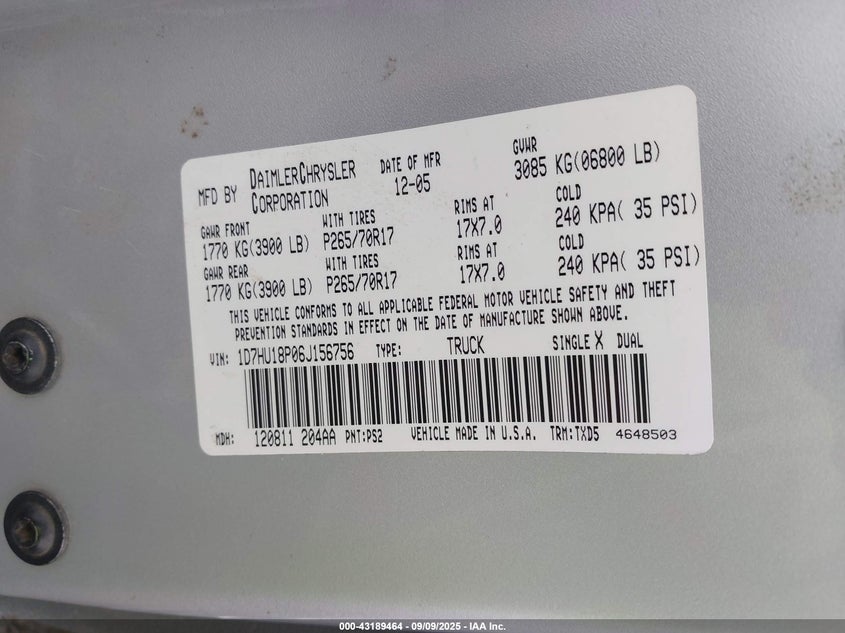 MFD BY DAIMLERCHRYSLER CORPORATION DATE OF MFR 12-05 GVWR 3085 KG(06800 LB)
GAWR FRONT WITH TIRES RIMS AT COLD
1770 KG(3900 LB) P265/70R17 17X7.0 240 KPA( 35 PSI)
GAWR REAR WITH TIRES RIMS AT COLD
1770 KG(3900 LB) P265/70R17 17X7.0 240 KPA( 35 PSI)
THIS VEHICLE CONFORMS TO ALL APPLICABLE FEDERAL MOTOR VEHICLE SAFETY AND THEFT
PREVENTION STANDARDS IN EFFECT ON THE DATE OF MANUFACTURE SHOWN ABOVE.
VIN: 1D7HU18P06J156756 TYPE: TRUCK SINGLE X DUAL
MDH: 120811 204AA PNT:PS2 VEHICLE MADE IN U.S.A. TRM:TXD5 4648503
000-43189464 - 09/09/2025 - IAA Inc.